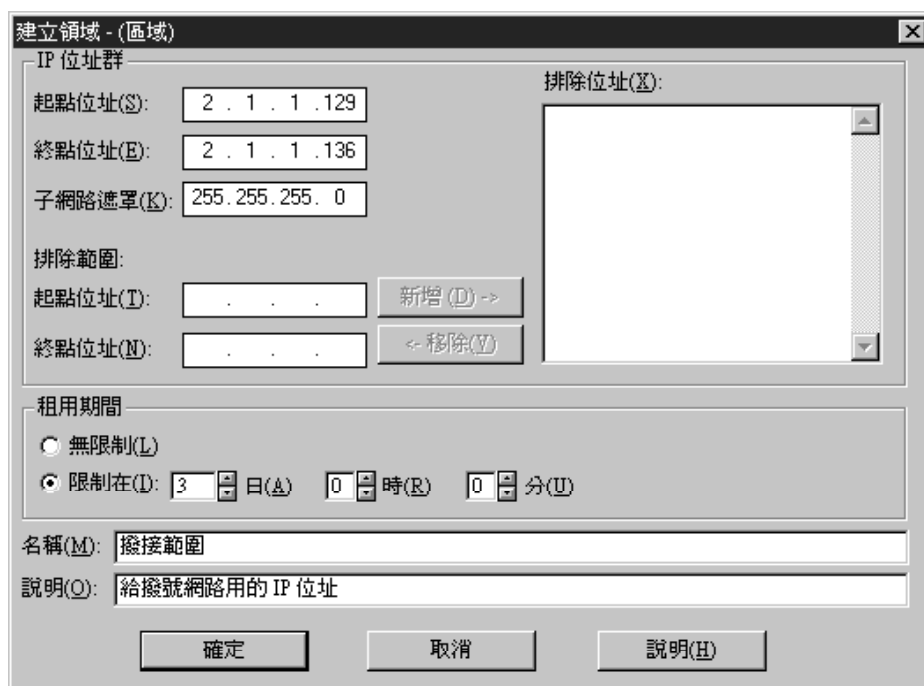 建立領域 - (區域)
IP 位址群
起點位址(S): 2 . 1 . 1 .129
終點位址(E): 2 . 1 . 1 .136
子網路遮罩(K): 255.255.255. 0
排除範圍:
起點位址(T): . . .
新增(D) ->
終點位址(N): . . .
<- 移除(V)
排除位址(X):
租用期間
無限制(L)
限制在(I): 3 日(A) 0 時(R) 0 分(U)
名稱(M): 撥接範圍
說明(O): 給撥號網路用的 IP 位址
確定 取消 說明(H)